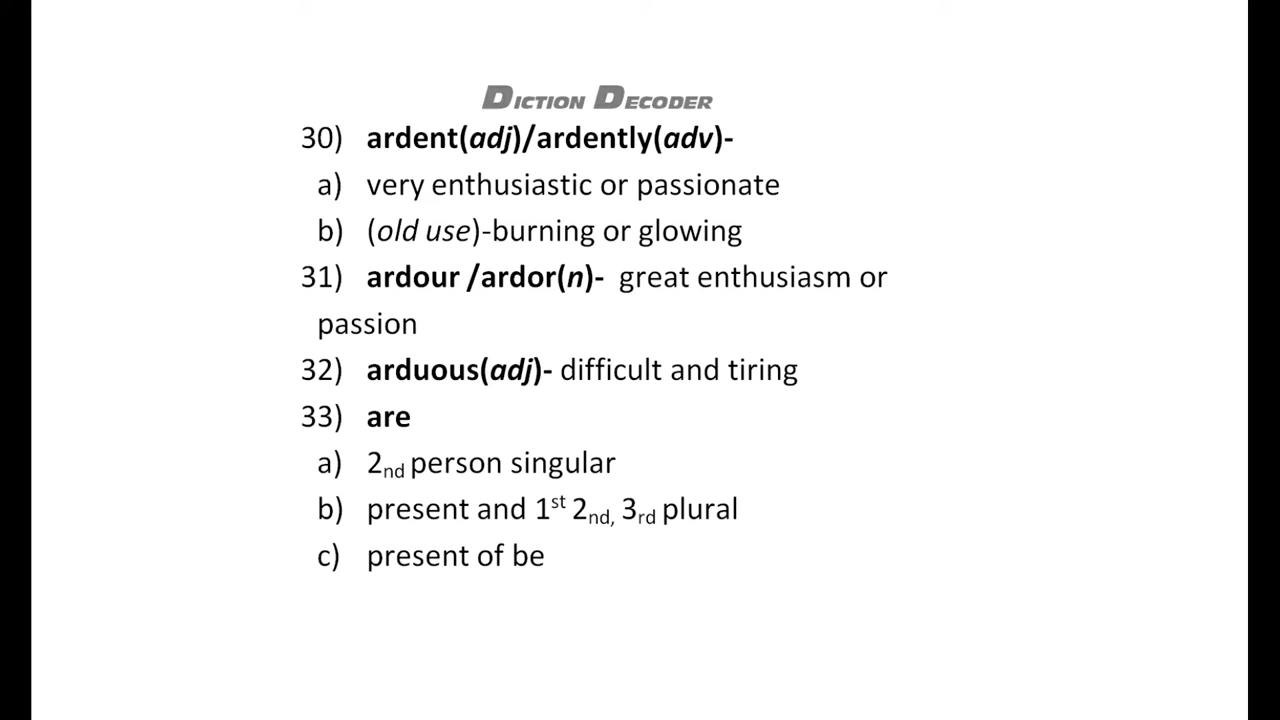 DICTION DECODER
30) ardent(adj)/ardently(adv)-
a) very enthusiastic or passionate
b) (old use)-burning or glowing
31) ardour /ardor(n)- great enthusiasm or
passion
32) arduous(adj)- difficult and tiring
33) are
a) 2nd person singular
b) present and 1st 2nd, 3rd plural
c) present of be